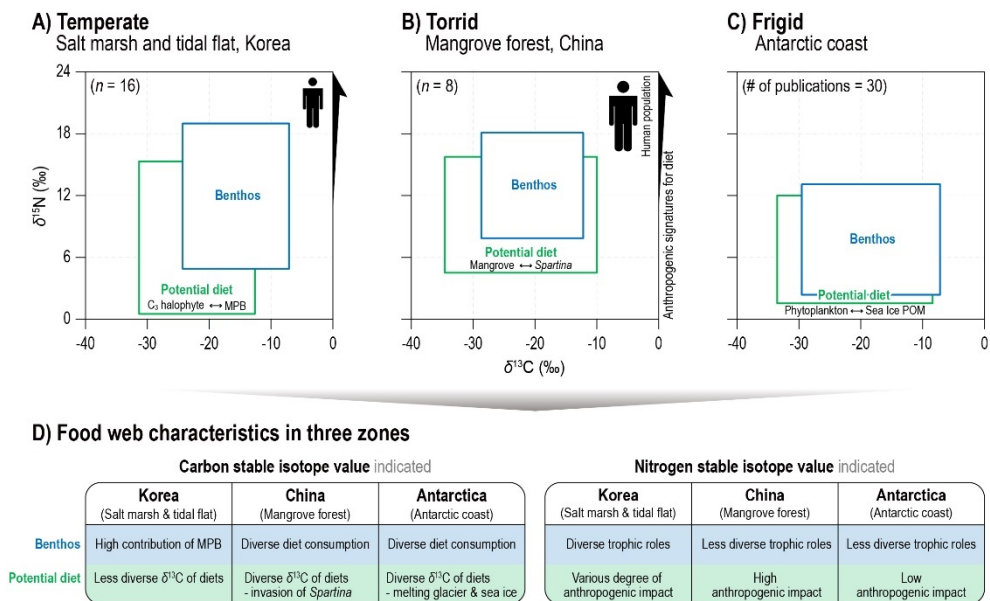 A) Temperate
Salt marsh and tidal flat, Korea
B) Torrid
Mangrove forest, China
C) Frigid
Antarctic coast
24
18
12
6
0
δ15N (‰)
(n = 16)
Benthos
Potential diet
C₃ halophyte ↔ MPB
-40
-30
-20
-10
0
(n = 8)
Human population
Anthropogenic signatures for diet
Benthos
Potential diet
Mangrove ↔ Spartina
-40
-30
-20
-10
0
δ13C (‰)
(# of publications = 30)
Benthos
Potential diet
Phytoplankton ↔ Sea Ice POM
-40
-30
-20
-10
0
D) Food web characteristics in three zones
Carbon stable isotope value indicated
Korea
(Salt marsh & tidal flat)
China
(Mangrove forest)
Antarctica
(Antarctic coast)
Benthos
High contribution of MPB
Diverse diet consumption
Diverse diet consumption
Potential diet
Less diverse δ13C of diets
Diverse δ13C of diets
- invasion of Spartina
Diverse δ13C of diets
- melting glacier & sea ice
Nitrogen stable isotope value indicated
Korea
(Salt marsh & tidal flat)
China
(Mangrove forest)
Antarctica
(Antarctic coast)
Diverse trophic roles
Less diverse trophic roles
Less diverse trophic roles
Various degree of
anthropogenic impact
High
anthropogenic impact
Low
anthropogenic impact